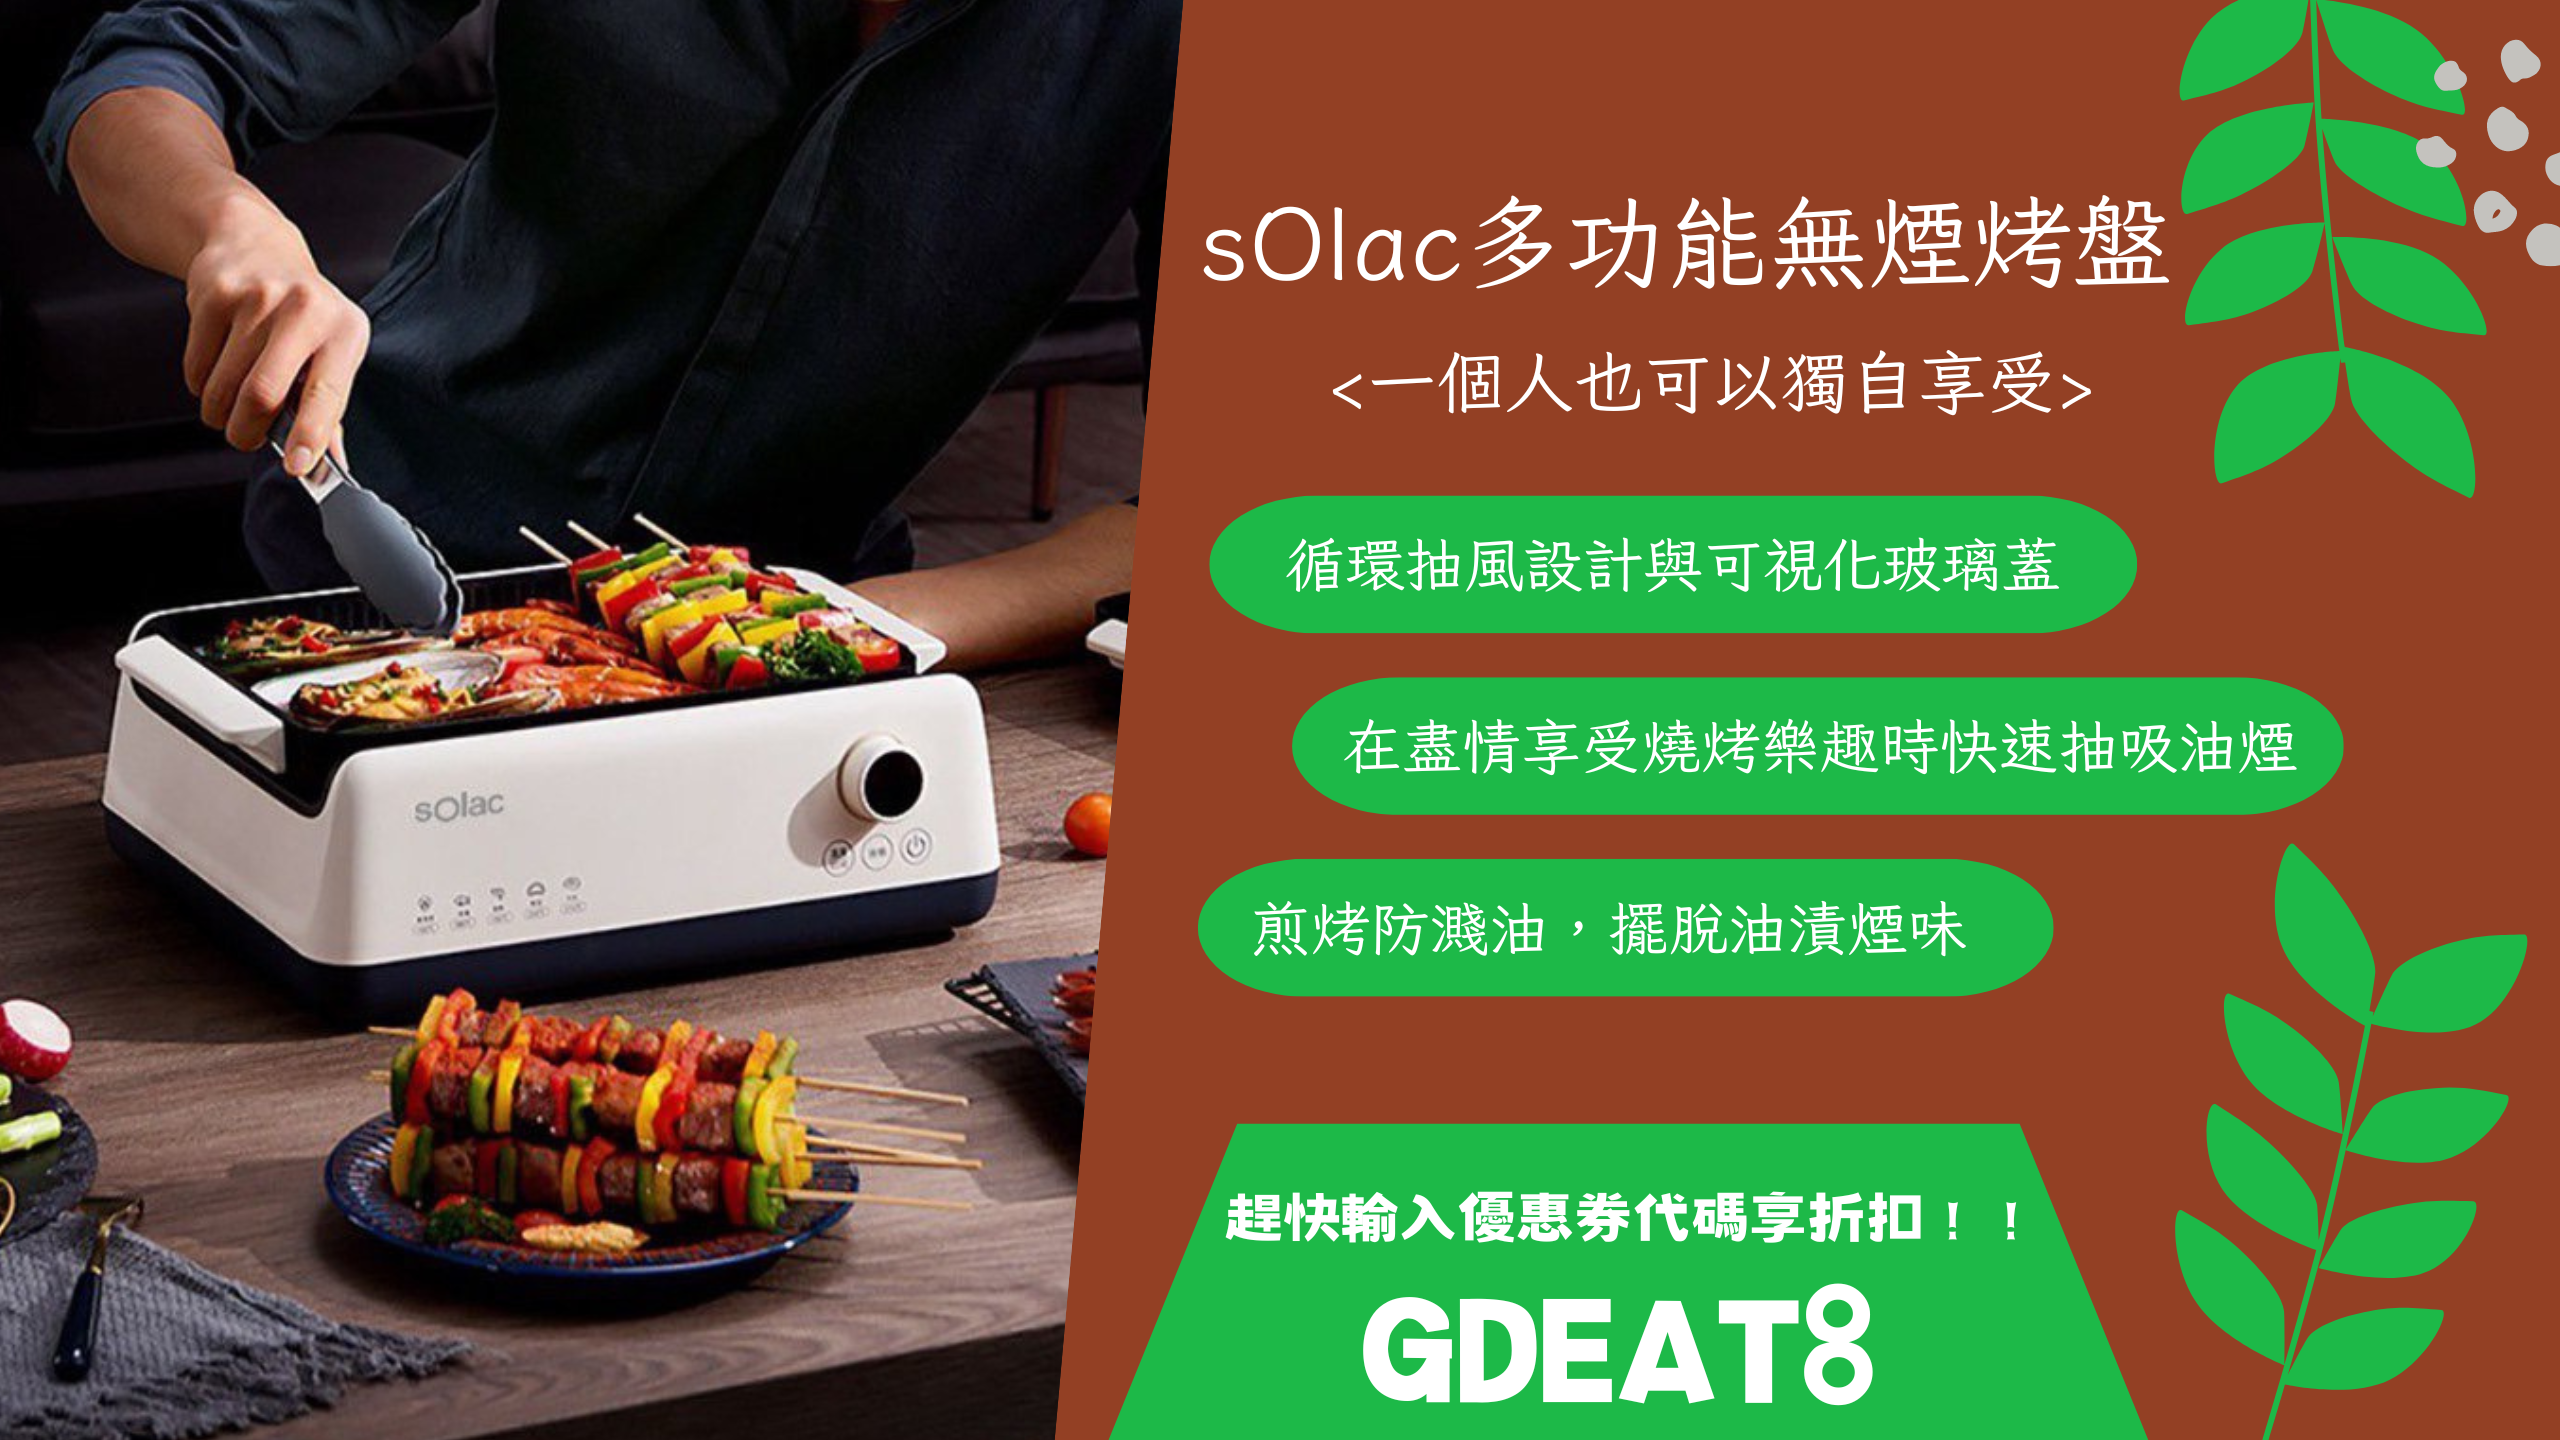 sOlac多功能無煙烤盤
<一個人也可以獨自享受>
循環抽風設計與可視化玻璃蓋
在盡情享受燒烤樂趣時快速抽吸油煙
煎烤防濺油，擺脫油漬煙味
趕快輸入優惠券代碼享折扣！！
GDEAT8
sOlac